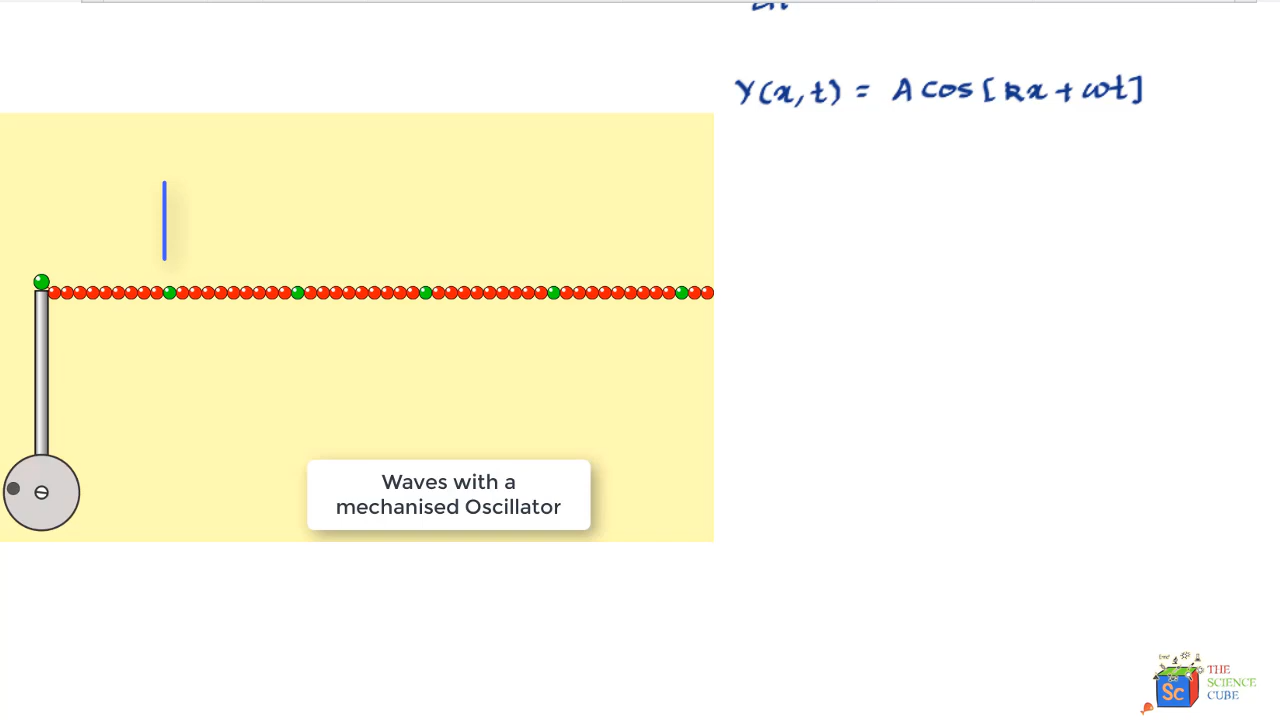 Y(x,t) = A cos[kx + ωt]
Waves with a
mechanised Oscillator
Sc
THE
SCIENCE
CUBE